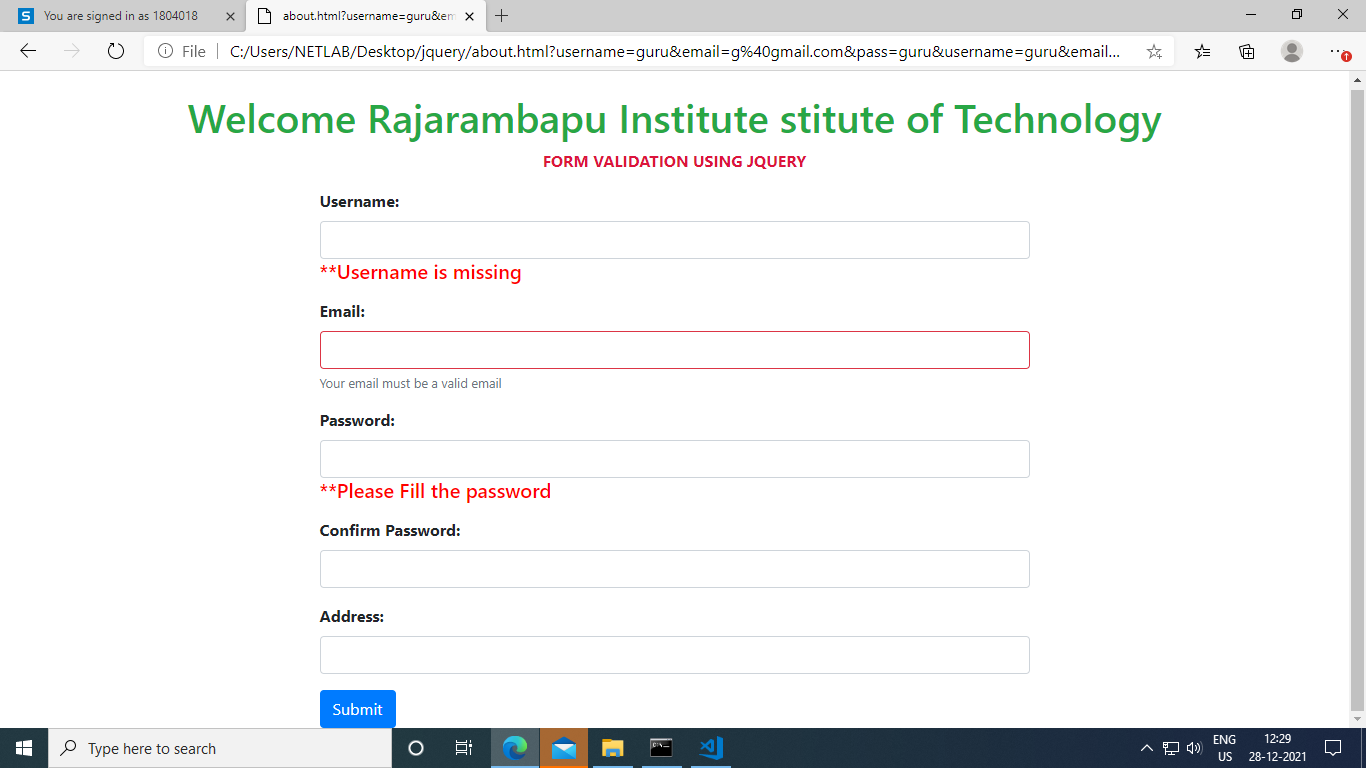 You are signed in as 1804018
about.html?username=guru&em
File
C:/Users/NETLAB/Desktop/jquery/about.html?username=guru&email=g%40gmail.com&pass=guru&username=guru&email...
Welcome Rajarambapu Institute stitute of Technology
FORM VALIDATION USING JQUERY
Username:
**Username is missing
Email:
Your email must be a valid email
Password:
**Please Fill the password
Confirm Password:
Address:
Submit
Type here to search
ENG
US
12:29
28-12-2021